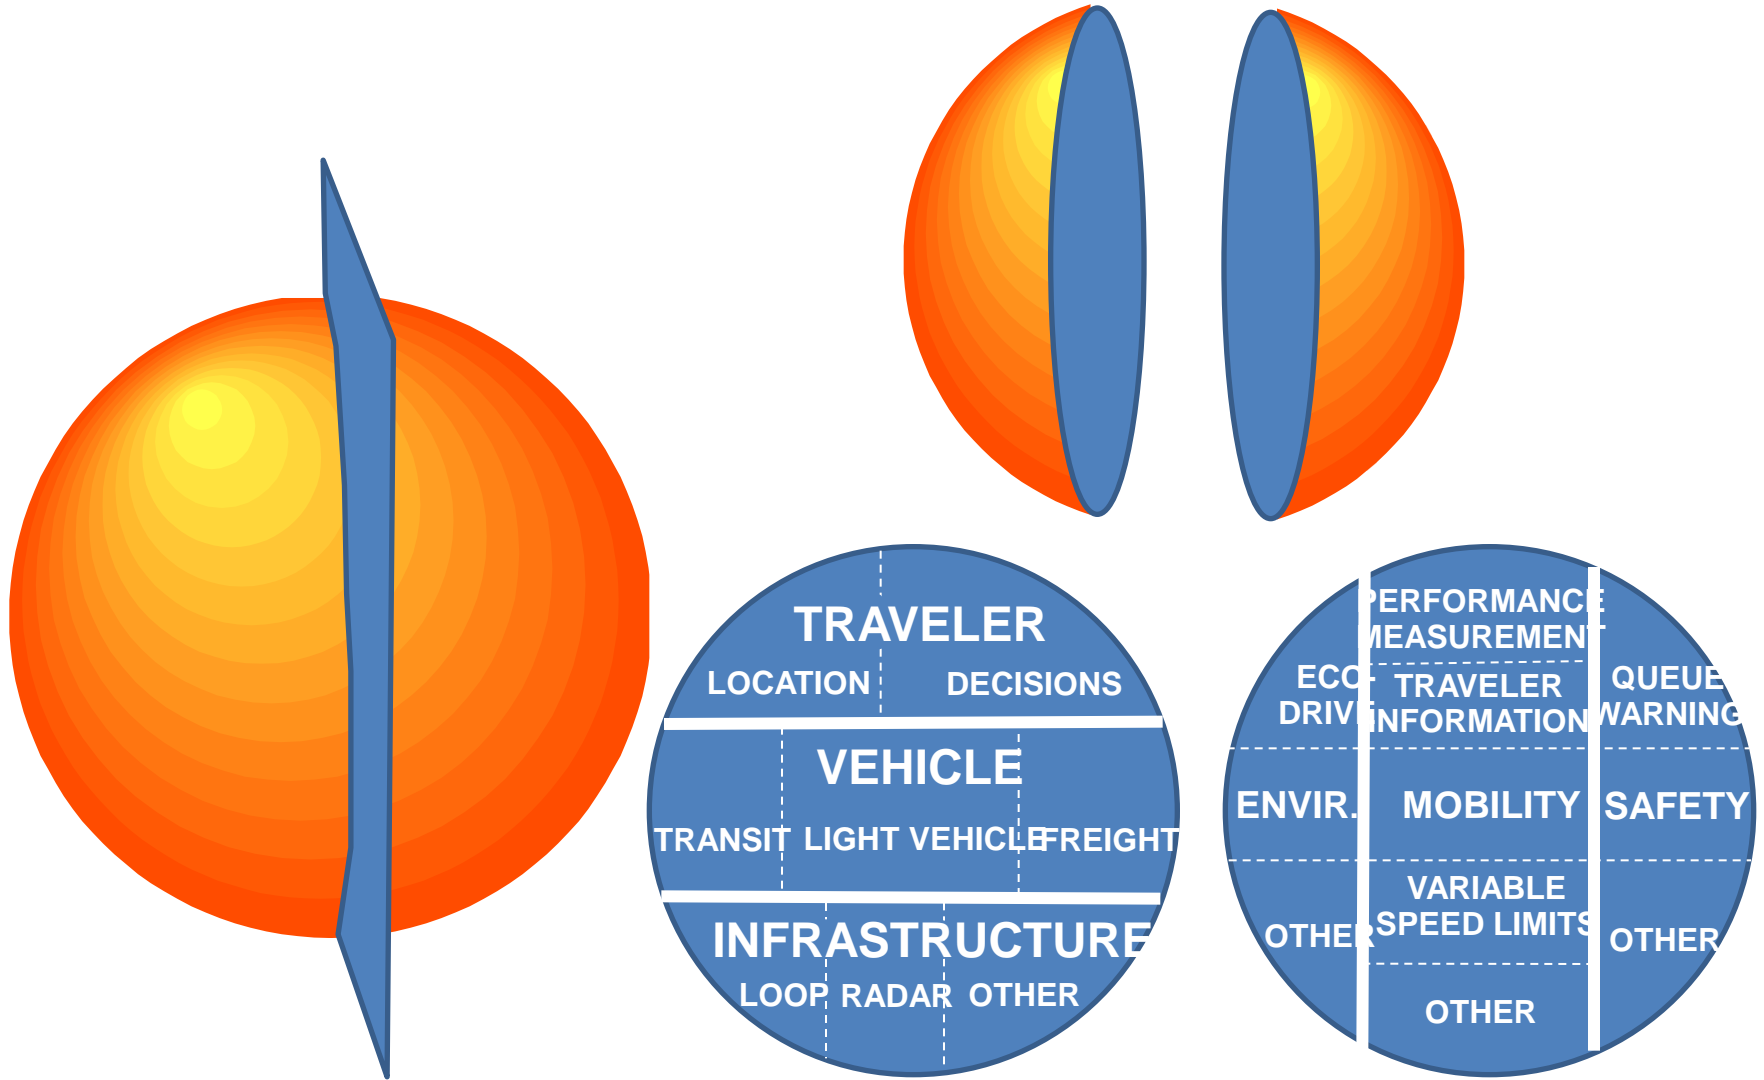 TRAVELER
LOCATION
DECISIONS
VEHICLE
TRANSIT
LIGHT VEHICLE
FREIGHT
INFRASTRUCTURE
LOOP
RADAR
OTHER
ECO-
DRIVE
ENVIR.
OTHER
PERFORMANCE
MEASUREMENT
TRAVELER
INFORMATION
MOBILITY
VARIABLE
SPEED LIMITS
OTHER
QUEUE
WARNING
SAFETY
OTHER